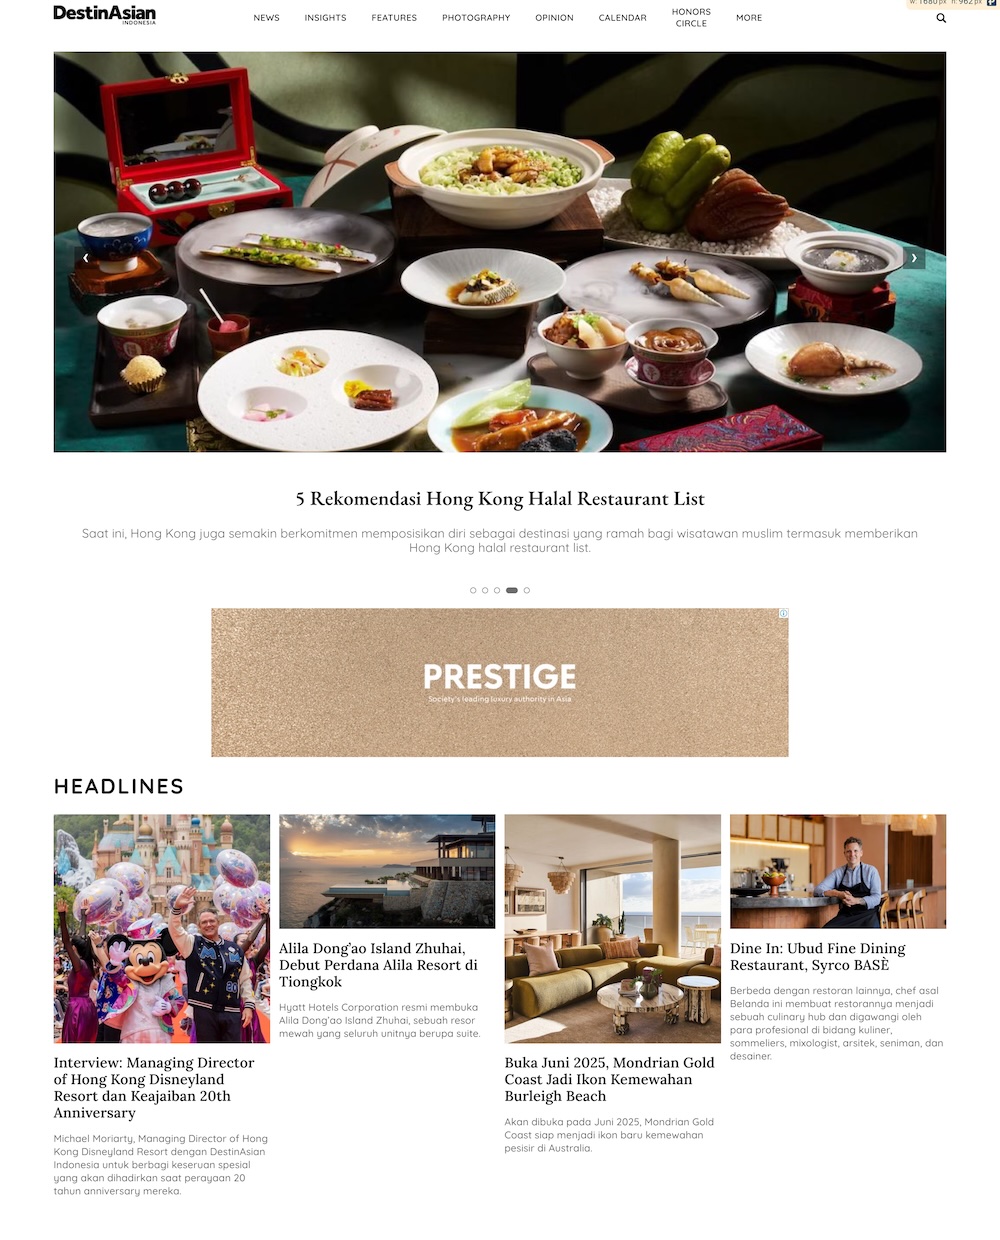 w: 1680px h: 962px
DestinAsian
INDONESIA
NEWS INSIGHTS FEATURES PHOTOGRAPHY OPINION CALENDAR HONORS CIRCLE MORE
5 Rekomendasi Hong Kong Halal Restaurant List
Saat ini, Hong Kong juga semakin berkomitmen memposisikan diri sebagai destinasi yang ramah bagi wisatawan muslim termasuk memberikan
Hong Kong halal restaurant list.
PRESTIGE
Society's leading luxury authority in Asia
HEADLINES
Interview: Managing Director
of Hong Kong Disneyland
Resort dan Keajaiban 20th
Anniversary
Michael Moriarty, Managing Director of Hong
Kong Disneyland Resort dengan DestinAsian
Indonesia untuk berbagi keseruan spesial
yang akan dihadirkan saat perayaan 20
tahun anniversary mereka.
Alila Dong'ao Island Zhuhai,
Debut Perdana Alila Resort di
Tiongkok
Hyatt Hotels Corporation resmi membuka
Alila Dong'ao Island Zhuhai, sebuah resor
mewah yang seluruh unitnya berupa suite.
Buka Juni 2025, Mondrian Gold
Coast Jadi Ikon Kemewahan
Burleigh Beach
Akan dibuka pada Juni 2025, Mondrian Gold
Coast siap menjadi ikon baru kemewahan
pesisir di Australia.
Dine In: Ubud Fine Dining
Restaurant, Syrco BASÈ
Berbeda dengan restoran lainnya, chef asal
Belanda ini membuat restorannya menjadi
sebuah culinary hub dan digawangi oleh
para profesional di bidang kuliner,
sommeliers, mixologist, arsitek, seniman, dan
desainer.